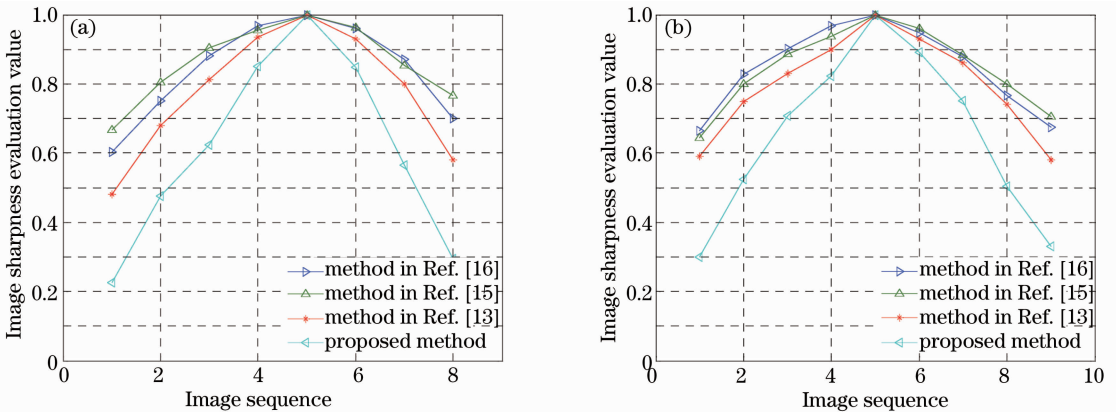 (a)
Image sharpness evaluation value
1.0
0.8
0.6
0.4
0.2
0
method in Ref. [16]
method in Ref. [15]
method in Ref. [13]
proposed method
0 2 4 6 8
Image sequence
(b)
Image sharpness evaluation value
1.0
0.8
0.6
0.4
0.2
0
method in Ref. [16]
method in Ref. [15]
method in Ref. [13]
proposed method
0 2 4 6 8 10
Image sequence